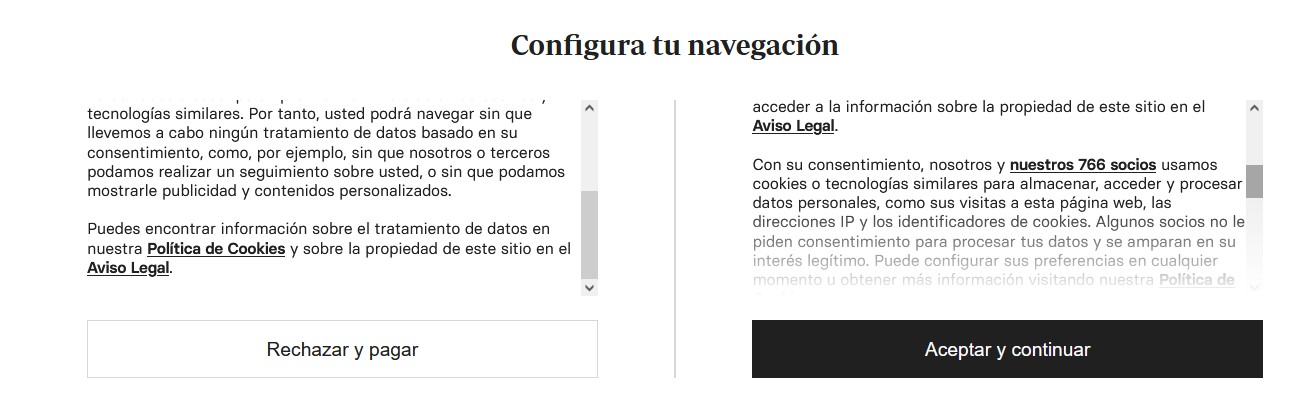 Configura tu navegación
tecnologías similares. Por tanto, usted podrá navegar sin que
llevemos a cabo ningún tratamiento de datos basado en su
consentimiento, como, por ejemplo, sin que nosotros o terceros
podamos realizar un seguimiento sobre usted, o sin que podamos
mostrarle publicidad y contenidos personalizados.
Puedes encontrar información sobre el tratamiento de datos en
nuestra Política de Cookies y sobre la propiedad de este sitio en el
Aviso Legal.
Rechazar y pagar
acceder a la información sobre la propiedad de este sitio en el
Aviso Legal.
Con su consentimiento, nosotros y nuestros 766 socios usamos
cookies o tecnologías similares para almacenar, acceder y procesar
datos personales, como sus visitas a esta página web, las
direcciones IP y los identificadores de cookies. Algunos socios no le
piden consentimiento para procesar tus datos y se amparan en su
interés legítimo. Puede configurar sus preferencias en cualquier
momento u obtener más información visitando nuestra Política de
Aceptar y continuar